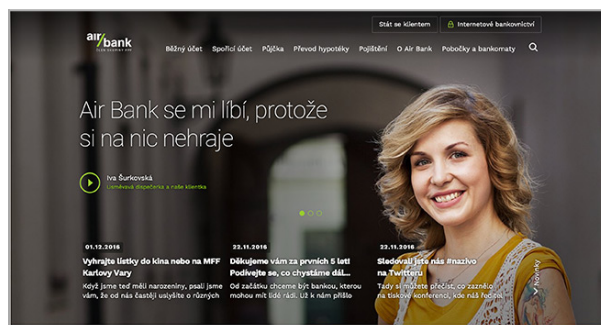 Stát se klientem
Internetové bankovnictví
air bank
Běžný účet Spořicí účet Půjčka Převod hypotéky Pojištění O Air Bank Pobočky a bankomaty
Air Bank se mi líbí, protože
si na nic nehraje
Iva Šurkovská
Usměvavá dispečerka a naše klientka
01.12.2016
Vyhrajte lístky do kina nebo na MFF
Karlovy Vary
Když jsme teď měli narozeniny, psali jsme
vám, že od nás častěji uslyšíte o různých
22.11.2016
Děkujeme vám za prvních 5 let!
Podívejte se, co chystáme dál...
Od začátku chceme být bankou, kterou
mohou mít lidé rádi. Už k nám přišlo
22.11.2016
Sledovali jste nás #nazivo
na Twitteru
Tady si můžete přečíst, co zaznělo
na tiskové konferenci, kde náš ředitel
Novinky